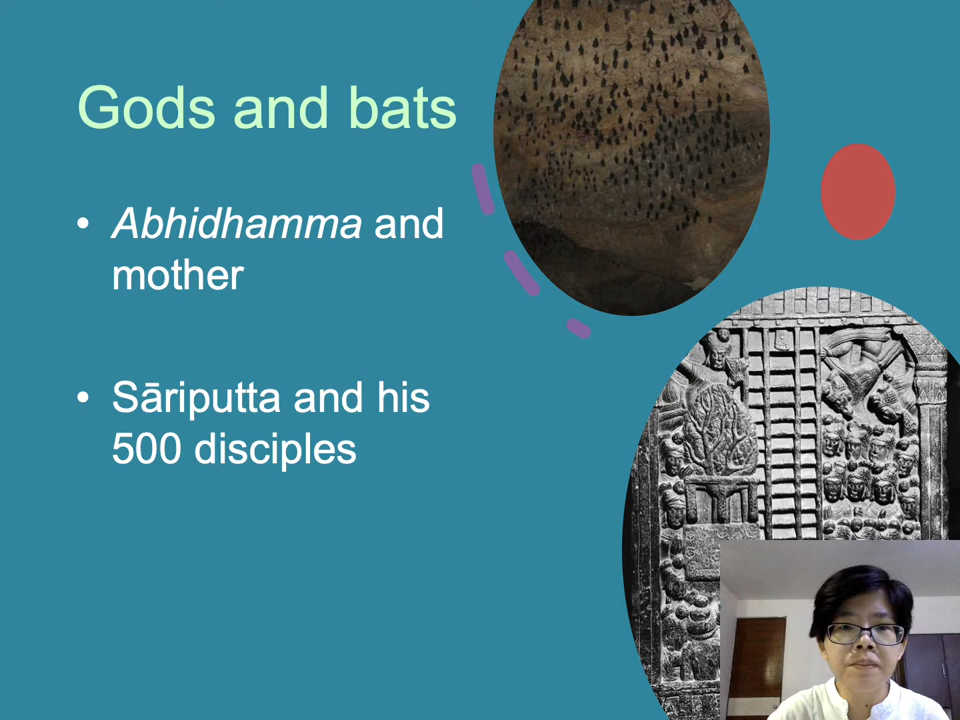 Gods and bats
• Abhidhamma and
mother
• Sāriputta and his
500 disciples